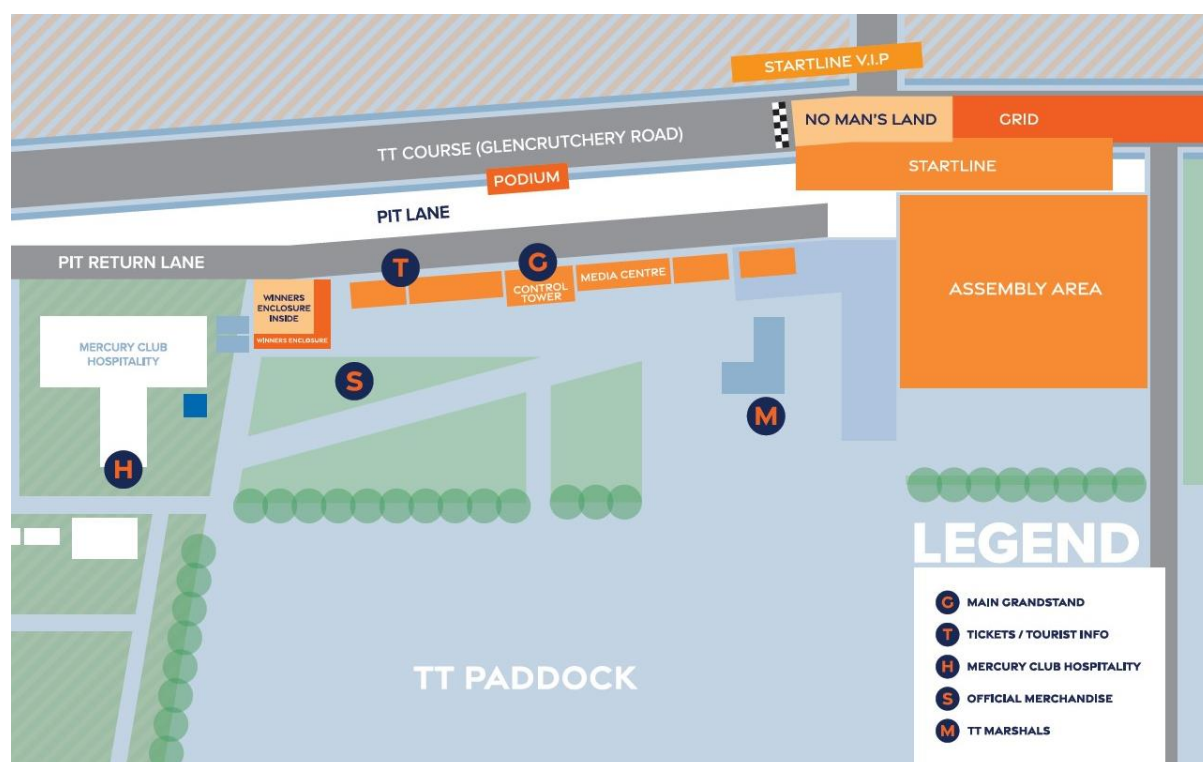 STARTLINE V.I.P
NO MAN'S LAND
GRID
TT COURSE (GLENCRUTCHERY ROAD)
STARTLINE
PODIUM
PIT LANE
PIT RETURN LANE
T
G
CONTROL
TOWER
MEDIA CENTRE
ASSEMBLY AREA
WINNERS
ENCLOSURE
INSIDE
WINNERS ENCLOSURE
MERCURY CLUB
HOSPITALITY
S
M
H
LEGEND
G MAIN GRANDSTAND
T TICKETS / TOURIST INFO
H MERCURY CLUB HOSPITALITY
S OFFICIAL MERCHANDISE
M TT MARSHALS
TT PADDOCK